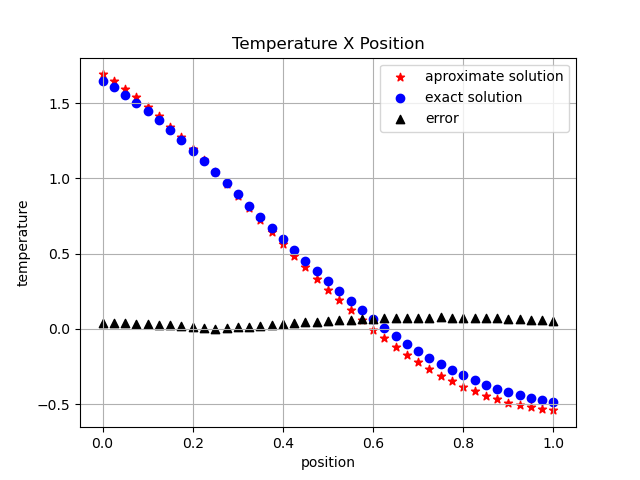 Temperature X Position
aproximate solution
exact solution
error
1.5
1.0
0.5
0.0
−0.5
temperature
0.0 0.2 0.4 0.6 0.8 1.0
position